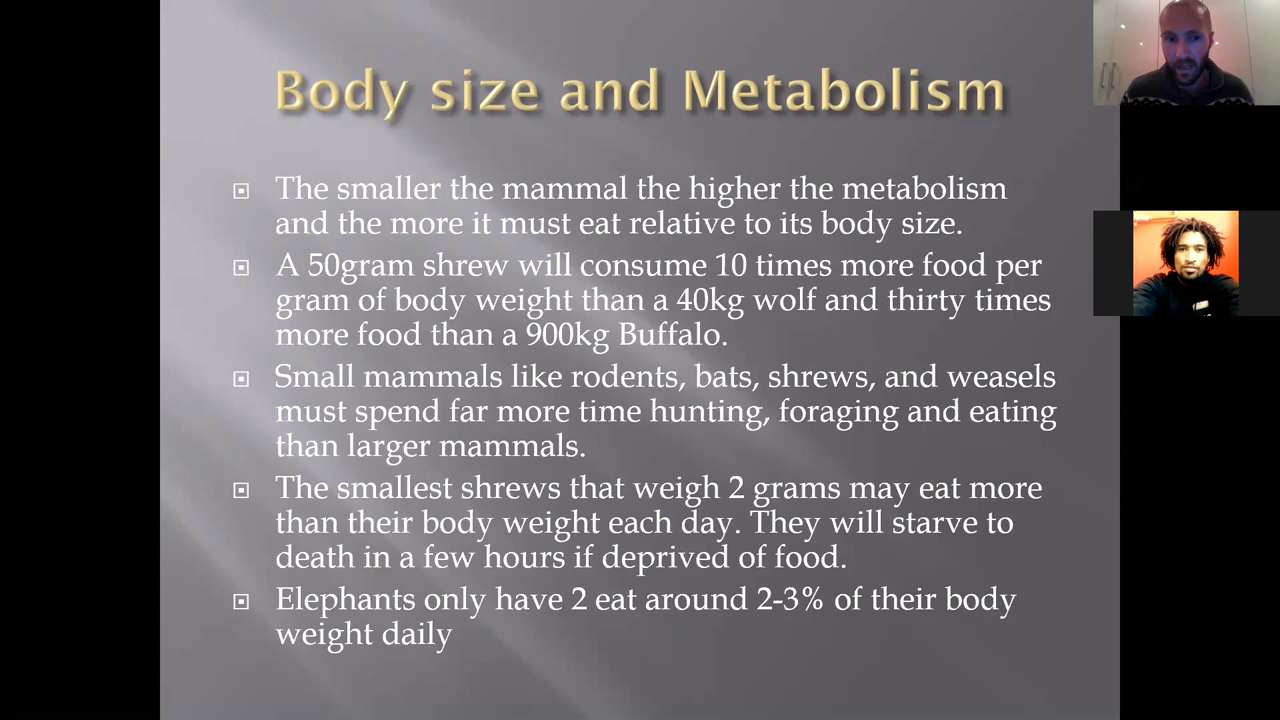 Body size and Metabolism
The smaller the mammal the higher the metabolism
and the more it must eat relative to its body size.
A 50gram shrew will consume 10 times more food per
gram of body weight than a 40kg wolf and thirty times
more food than a 900kg Buffalo.
Small mammals like rodents, bats, shrews, and weasels
must spend far more time hunting, foraging and eating
than larger mammals.
The smallest shrews that weigh 2 grams may eat more
than their body weight each day. They will starve to
death in a few hours if deprived of food.
Elephants only have 2 eat around 2-3% of their body
weight daily